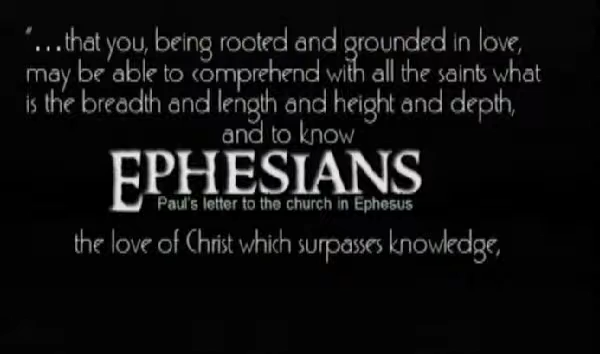 "...that you, being rooted and grounded in love,
may be able to comprehend with all the saints what
is the breadth and length and height and depth,
and to know
EPHESIANS
Paul's letter to the church in Ephesus
the love of Christ which surpasses knowledge,